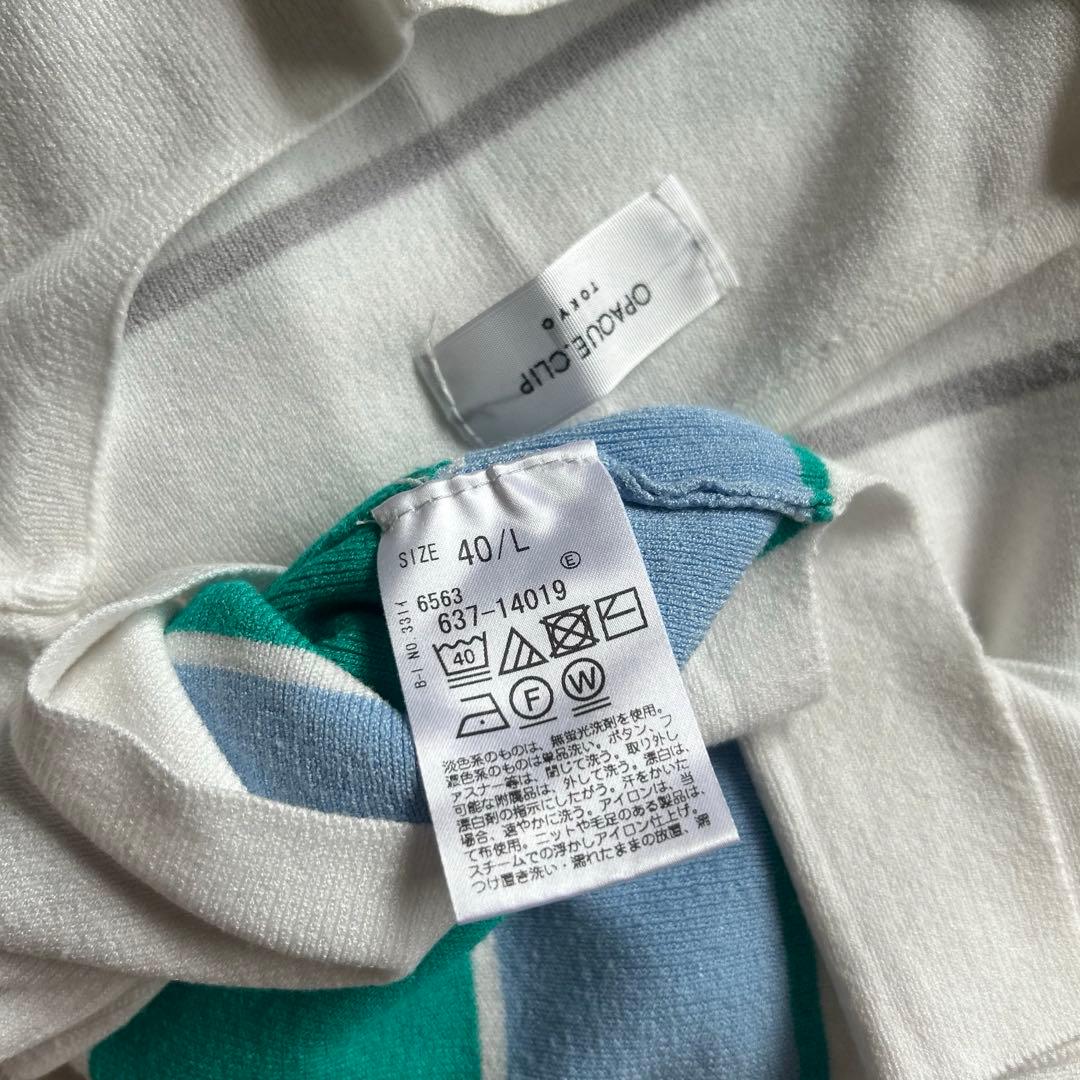 OPAQUE.CLIP
TOKYO
SIZE 40/L
E
B-I NO.3314
6563
637-14019
40
F
W
淡色系のものは、無蛍光洗剤を使用。
濃色系のものは単品洗い。ボタン、フ
ァスナー等は、閉じて洗う。取り外し
可能な附属品は、外して洗う。漂白は、
漂白剤の指示にしたがう。汗をかいた
場合、速やかに洗う。アイロンは、当
て布使用。ニットや毛足のある製品は、
スチームでの浮かしアイロン仕上げ。
つけ置き洗い・濡れたままの放置、濡